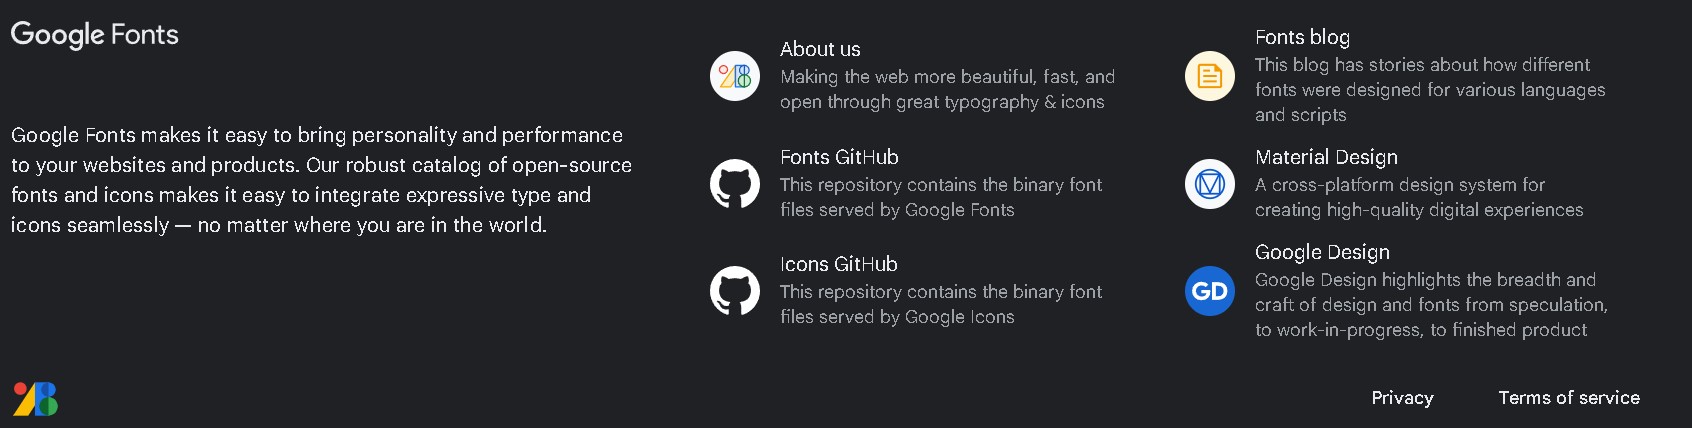 Google Fonts
Google Fonts makes it easy to bring personality and performance
to your websites and products. Our robust catalog of open-source
fonts and icons makes it easy to integrate expressive type and
icons seamlessly — no matter where you are in the world.
About us
Making the web more beautiful, fast, and
open through great typography & icons
Fonts GitHub
This repository contains the binary font
files served by Google Fonts
Icons GitHub
This repository contains the binary font
files served by Google Icons
Fonts blog
This blog has stories about how different
fonts were designed for various languages
and scripts
Material Design
A cross-platform design system for
creating high-quality digital experiences
GD
Google Design
Google Design highlights the breadth and
craft of design and fonts from speculation,
to work-in-progress, to finished product
Privacy
Terms of service